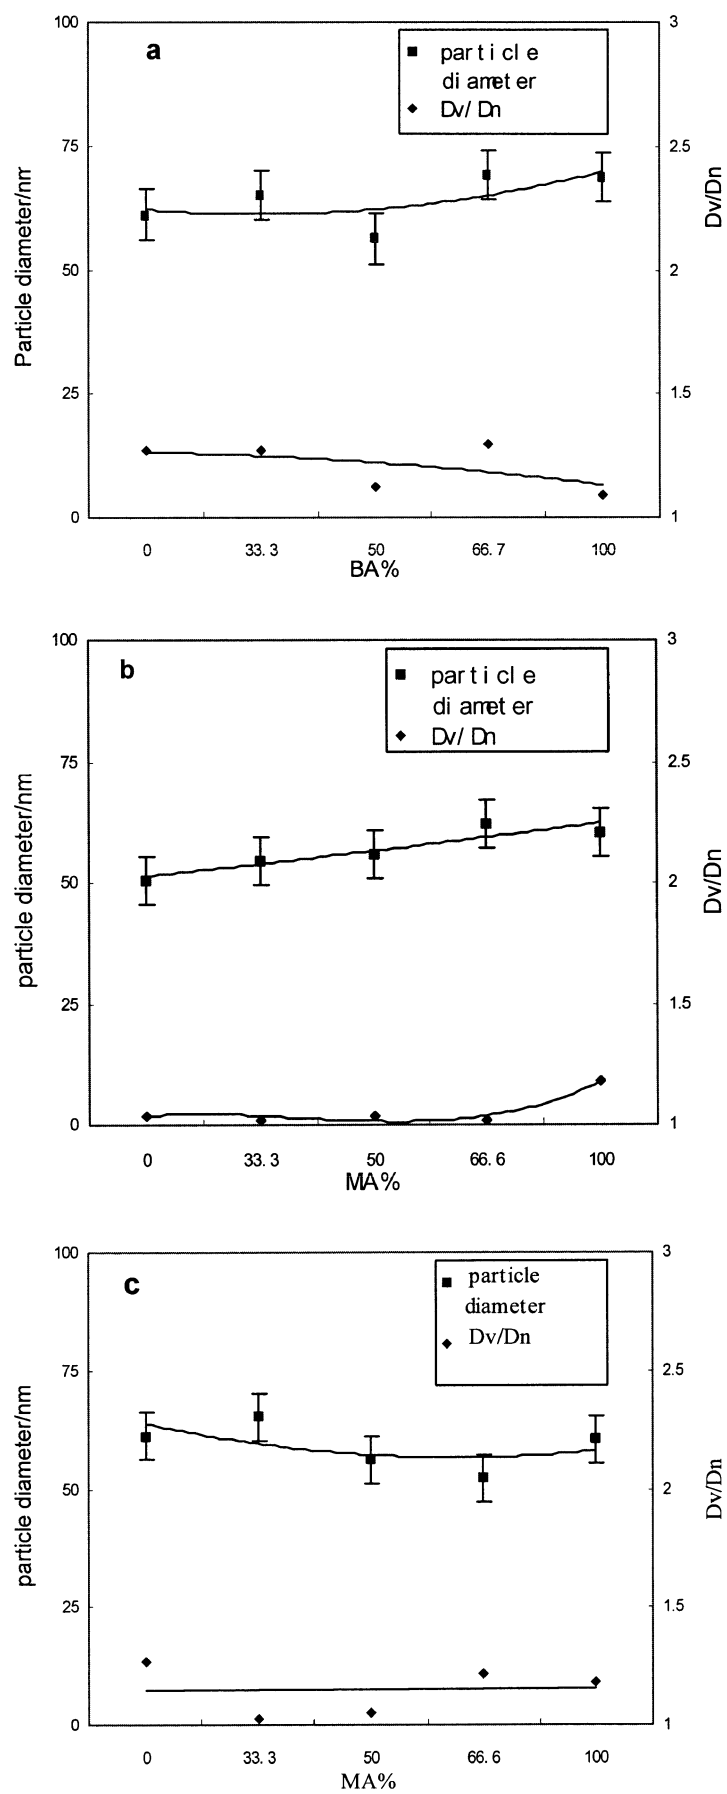 100
3
a
particle
diameter
Dv/Dn
75
2.5
Particle diameter/nm
Dv/Dn
50
2
25
1.5
0
1
0 33.3 50 66.7 100
BA%
100
3
b
particle
diameter
Dv/Dn
75
2.5
particle diameter/nm
Dv/Dn
50
2
25
1.5
0
1
0 33.3 50 66.6 100
MA%
100
3
c
particle
diameter
Dv/Dn
75
2.5
particle diameter/nm
Dv/Dn
50
2
25
1.5
0
1
0 33.3 50 66.6 100
MA%